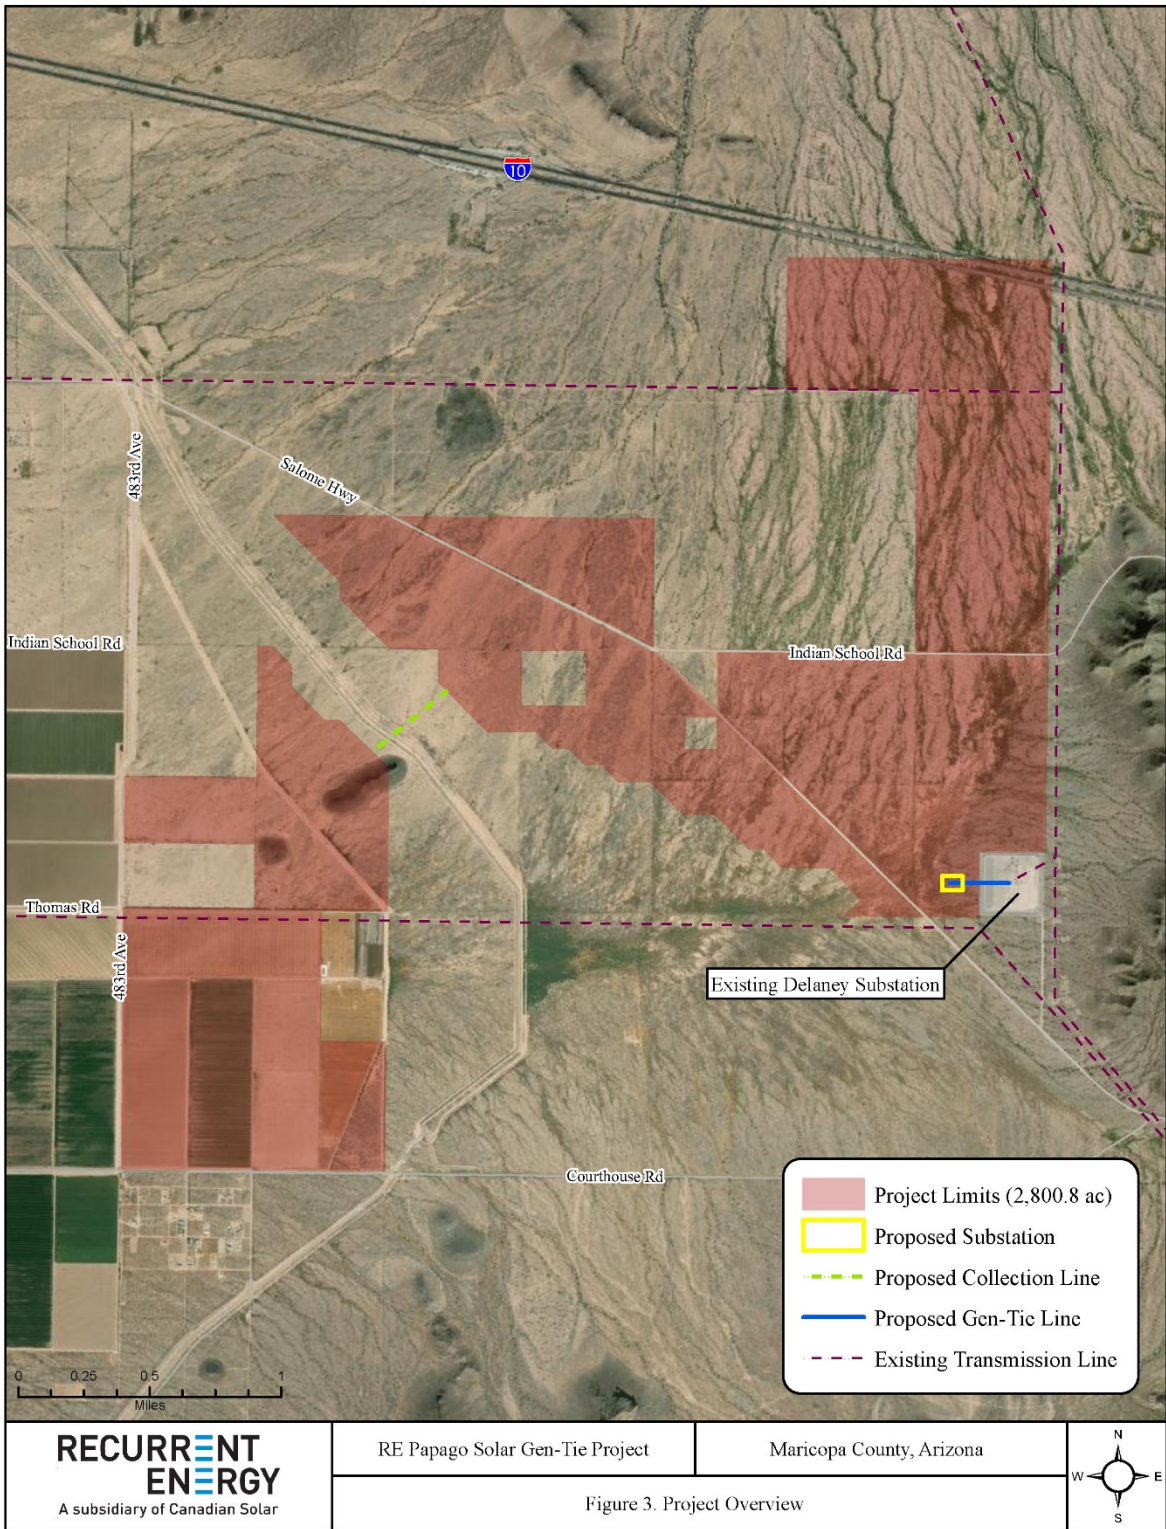 10
483rd Ave
Salome Hwy
Indian School Rd
Indian School Rd
Thomas Rd
483rd Ave
Existing Delaney Substation
Courthouse Rd
Project Limits (2,800.8 ac)
Proposed Substation
Proposed Collection Line
Proposed Gen-Tie Line
Existing Transmission Line
0 0.25 0.5 1
Miles
RECURRENT
ENERGY
A subsidiary of Canadian Solar
RE Papago Solar Gen-Tie Project
Maricopa County, Arizona
Figure 3. Project Overview
N
W E
S